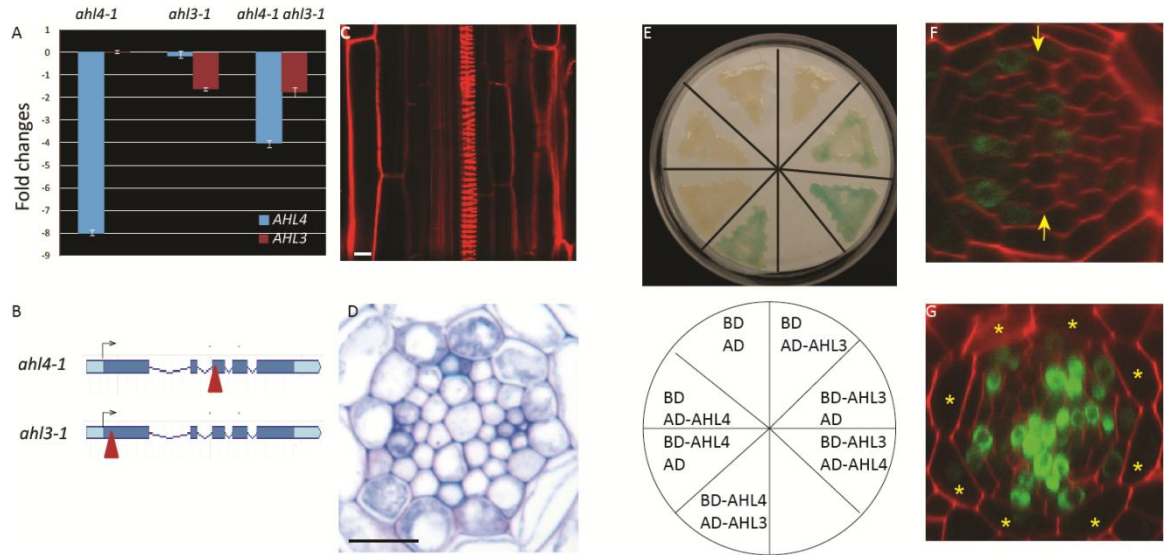 ahl4-1 ahl3-1 ahl4-1 ahl3-1
A
Fold changes
1
0
-1
-2
-3
-4
-5
-6
-7
-8
-9
AHL4
AHL3
B
ahl4-1
ahl3-1
C
D
E
BD
AD
BD
AD-AHL3
BD
AD-AHL4
BD-AHL3
AD
BD-AHL4
AD
BD-AHL3
AD-AHL4
BD-AHL4
AD-AHL3
F
G